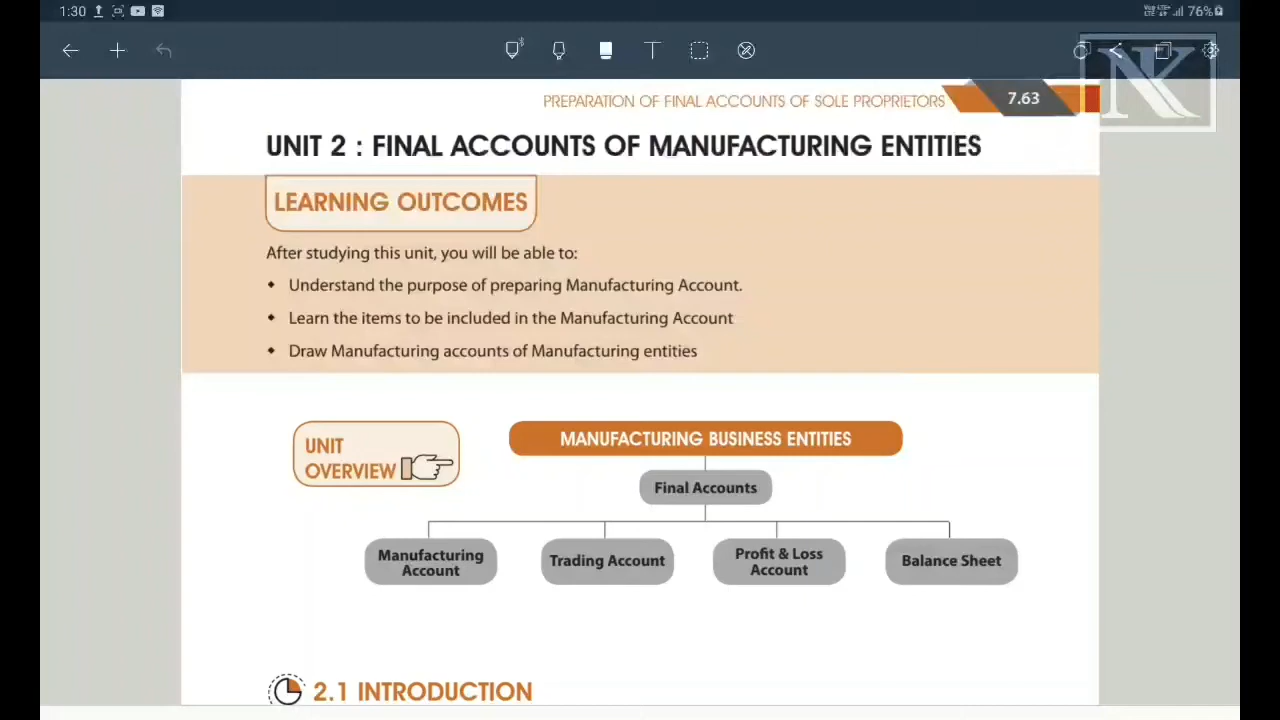 1:30
76%
NK
PREPARATION OF FINAL ACCOUNTS OF SOLE PROPRIETORS
7.63
UNIT 2 : FINAL ACCOUNTS OF MANUFACTURING ENTITIES
LEARNING OUTCOMES
After studying this unit, you will be able to:
Understand the purpose of preparing Manufacturing Account.
Learn the items to be included in the Manufacturing Account
Draw Manufacturing accounts of Manufacturing entities
UNIT
OVERVIEW
MANUFACTURING BUSINESS ENTITIES
Final Accounts
Manufacturing
Account
Trading Account
Profit & Loss
Account
Balance Sheet
2.1 INTRODUCTION